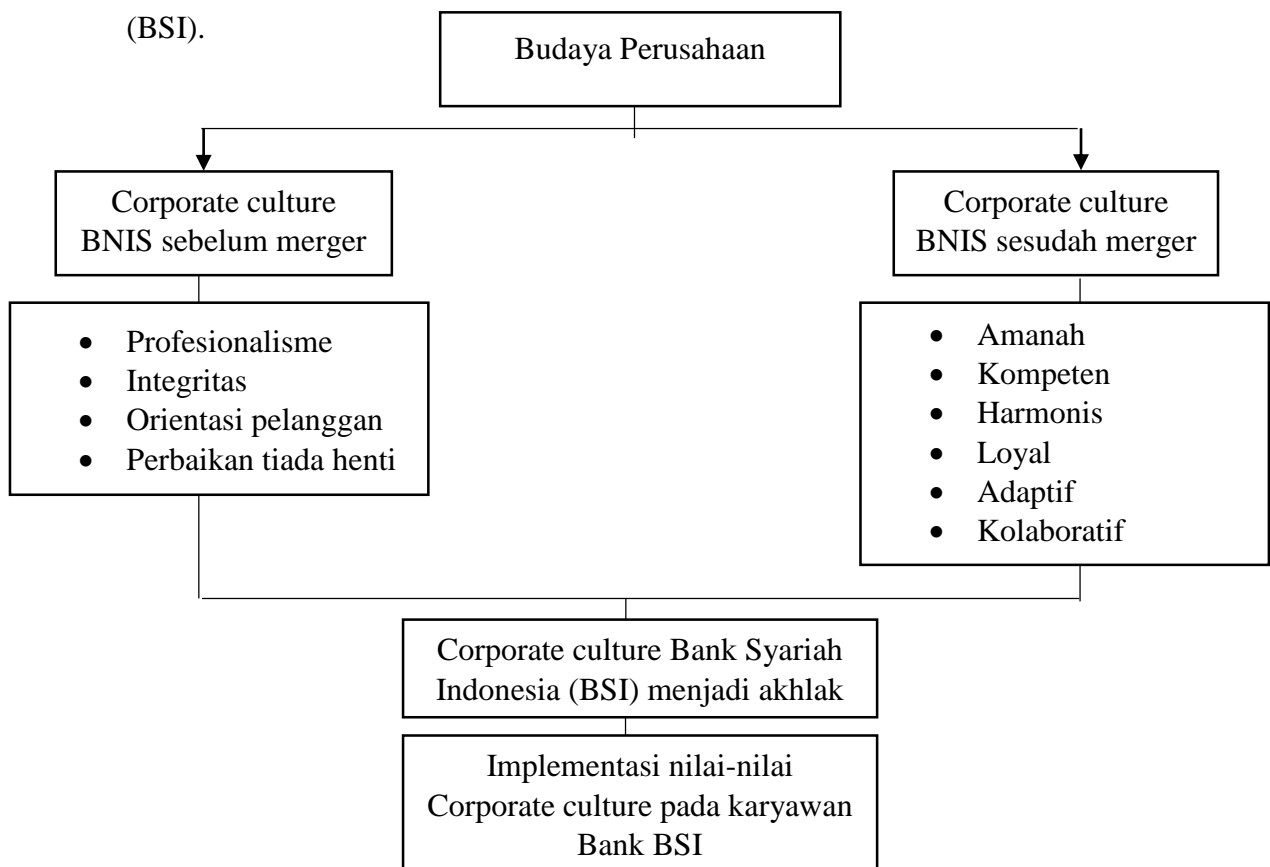 (BSI).
Budaya Perusahaan
Corporate culture
BNIS sebelum merger
Corporate culture
BNIS sesudah merger
• Profesionalisme
• Integritas
• Orientasi pelanggan
• Perbaikan tiada henti
• Amanah
• Kompeten
• Harmonis
• Loyal
• Adaptif
• Kolaboratif
Corporate culture Bank Syariah
Indonesia (BSI) menjadi akhlak
Implementasi nilai-nilai
Corporate culture pada karyawan
Bank BSI